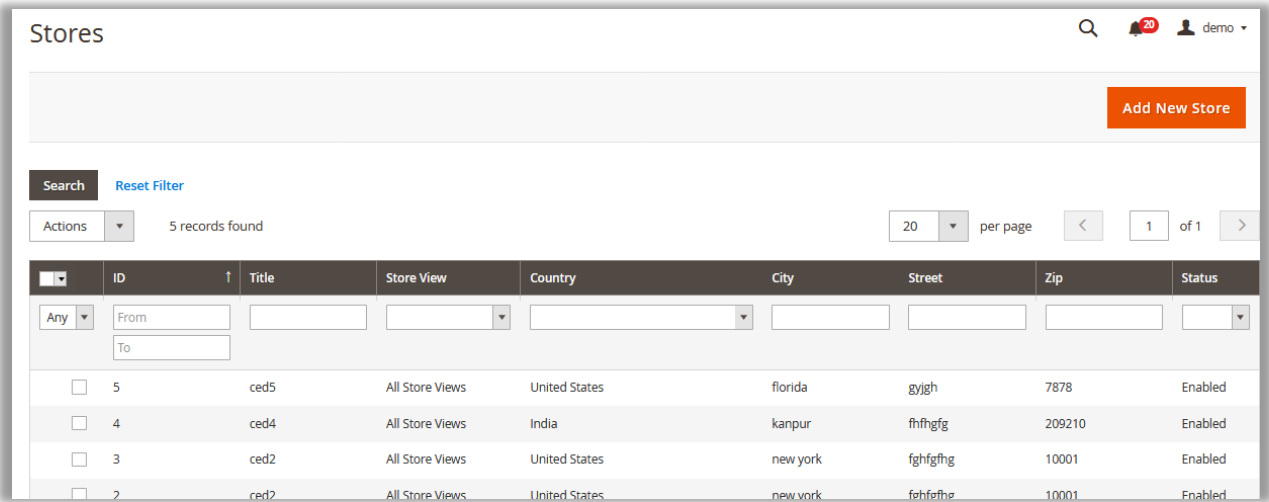 Stores
20
demo
Add New Store
Search Reset Filter
Actions 5 records found 20 per page 1 of 1
ID Title Store View Country City Street Zip Status
Any From
To
5 ced5 All Store Views United States florida gyjgh 7878 Enabled
4 ced4 All Store Views India kanpur fhfhgfg 209210 Enabled
3 ced2 All Store Views United States new york fghfgfhg 10001 Enabled
2 ced2 All Store Views United States new york fghfgfhg 10001 Enabled